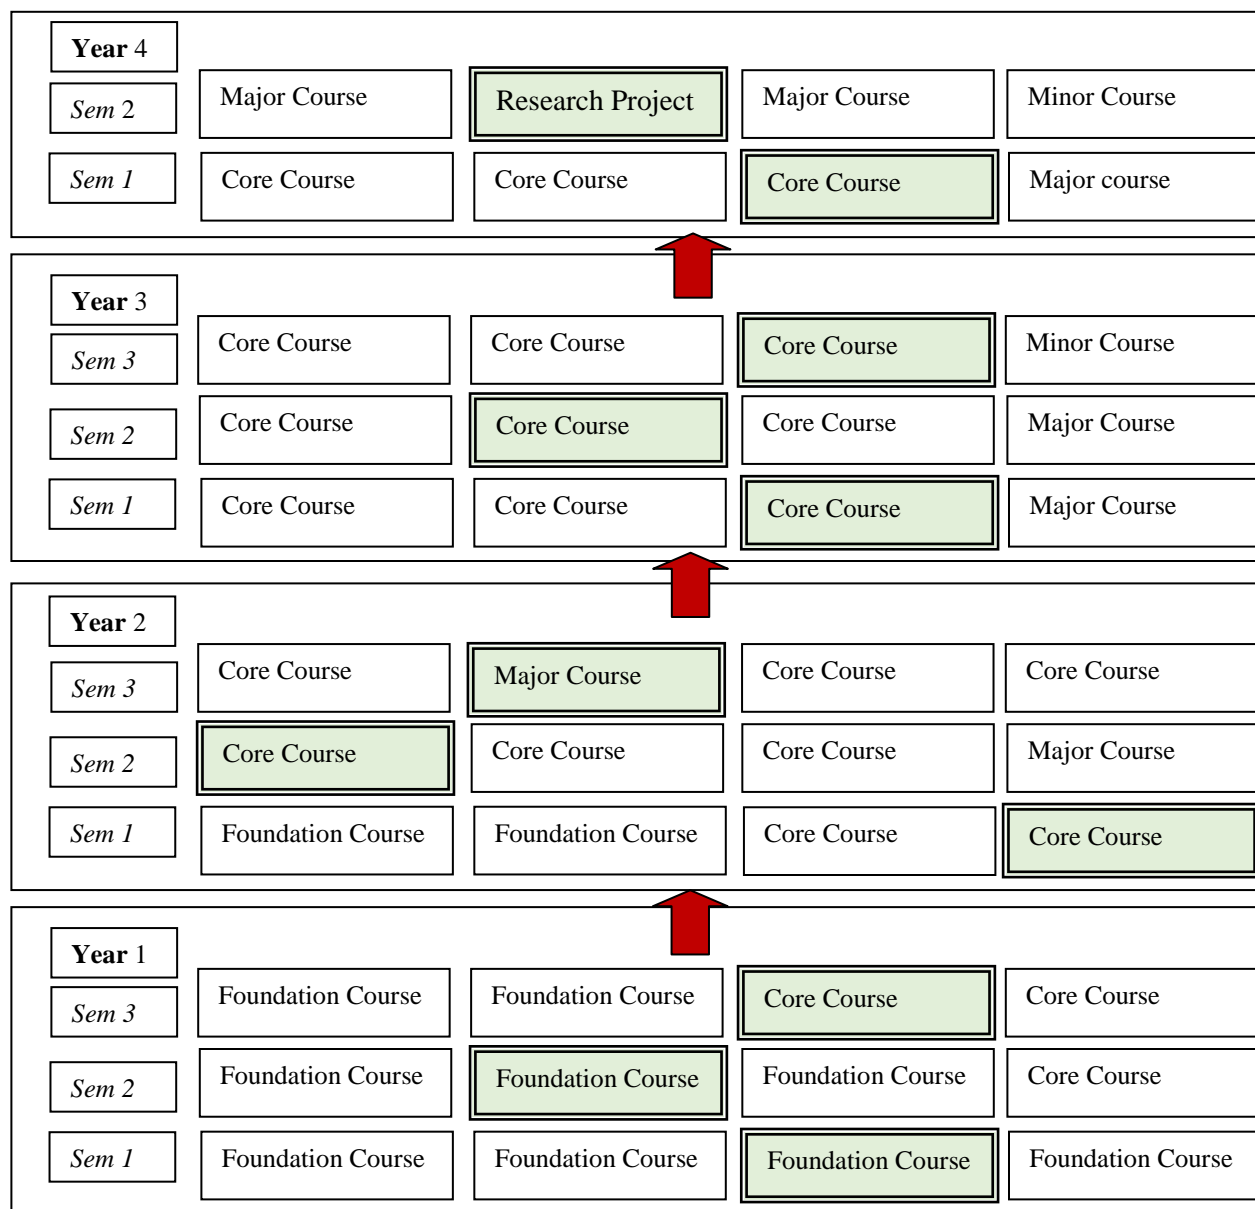 Year 4
Sem 2 Major Course Research Project Major Course Minor Course
Sem 1 Core Course Core Course Core Course Major course
Year 3
Sem 3 Core Course Core Course Core Course Minor Course
Sem 2 Core Course Core Course Core Course Major Course
Sem 1 Core Course Core Course Core Course Major Course
Year 2
Sem 3 Core Course Major Course Core Course Core Course
Sem 2 Core Course Core Course Core Course Major Course
Sem 1 Foundation Course Foundation Course Core Course Core Course
Year 1
Sem 3 Foundation Course Foundation Course Core Course Core Course
Sem 2 Foundation Course Foundation Course Foundation Course Core Course
Sem 1 Foundation Course Foundation Course Foundation Course Foundation Course